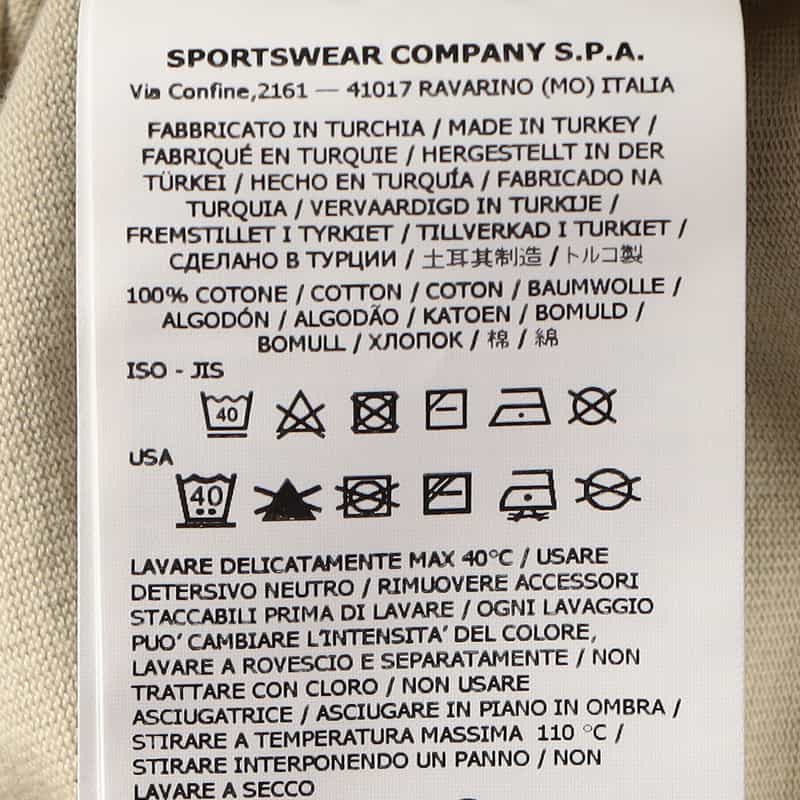 SPORTSWEAR COMPANY S.P.A.
Via Confine,2161 — 41017 RAVARINO (MO) ITALIA
FABBRICATO IN TURCHIA / MADE IN TURKEY /
FABRIQUÉ EN TURQUIE / HERGESTELLT IN DER
TÜRKEI / HECHO EN TURQUÍA / FABRICADO NA
TURQUIA / VERVAARDIGD IN TURKIJE /
FREMSTILLET I TYRKIET / TILLVERKAD I TURKIET /
СДЕЛАНО В ТУРЦИИ / 土耳其制造 / トルコ製
100% COTONE / COTTON / COTON / BAUMWOLLE /
ALGODÓN / ALGODÃO / KATOEN / BOMULD /
BOMULL / ХЛОПОК / 棉 / 綿
ISO - JIS
40
USA
40
LAVARE DELICATAMENTE MAX 40°C / USARE
DETERSIVO NEUTRO / RIMUOVERE ACCESSORI
STACCABILI PRIMA DI LAVARE / OGNI LAVAGGIO
PUO' CAMBIARE L'INTENSITA' DEL COLORE,
LAVARE A ROVESCIO E SEPARATAMENTE / NON
TRATTARE CON CLORO / NON USARE
ASCIUGATRICE / ASCIUGARE IN PIANO IN OMBRA /
STIRARE A TEMPERATURA MASSIMA 110 °C /
STIRARE INTERPONENDO UN PANNO / NON
LAVARE A SECCO